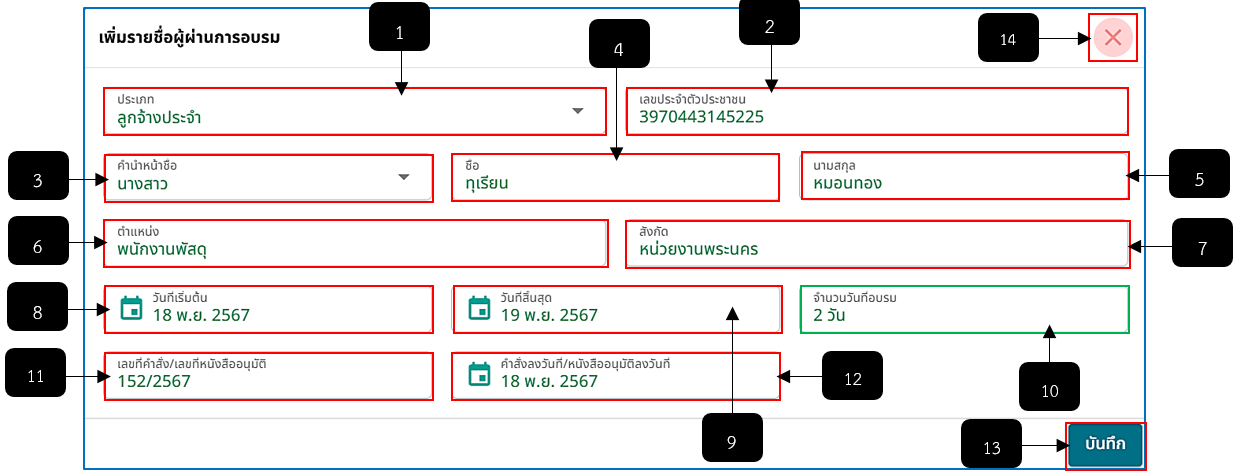 1
2
14
เพิ่มรายชื่อผู้ผ่านการอบรม
4
ประเภท
ลูกจ้างประจำ
เลขประจำตัวประชาชน
3970443145225
3
คำนำหน้าชื่อ
นางสาว
ชื่อ
ทุเรียน
นามสกุล
หมอนทอง
5
6
ตำแหน่ง
พนักงานพัสดุ
สังกัด
หน่วยงานพระนคร
7
8
วันที่เริ่มต้น
18 พ.ย. 2567
วันที่สิ้นสุด
19 พ.ย. 2567
จำนวนวันที่อบรม
2 วัน
11
เลขที่คำสั่ง/เลขที่หนังสืออนุมัติ
152/2567
คำสั่งลงวันที่/หนังสืออนุมัติลงวันที่
18 พ.ย. 2567
12
10
9
13
บันทึก